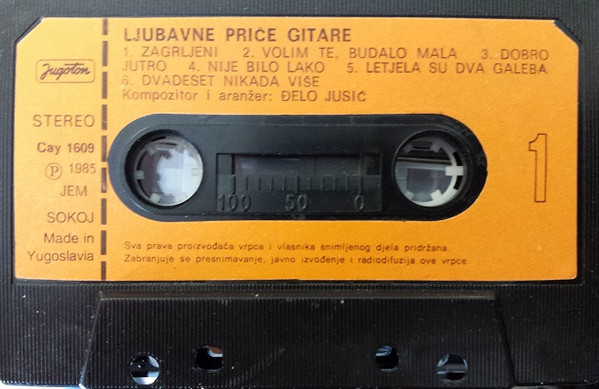 LJUBAVNE PRIČE GITARE
1. ZAGRLJENI 2. VOLIM TE, BUDALO MALA 3. DOBRO
JUTRO 4. NIJE BILO LAKO 5. LETJELA SU DVA GALEBA
6. DVADESET NIKADA VIŠE
Kompozitor i aranžer: ĐELO JUSIĆ
Jugoton
STEREO
Cay 1609
Ⓟ 1985
JEM
SOKOJ
Made in
Yugoslavia
100 50 0
1
Sva prava proizvođača vrpce i vlasnika snimljenog djela pridržana.
Zabranjuje se presnimavanje, javno izvođenje i radiodifuzija ove vrpce.